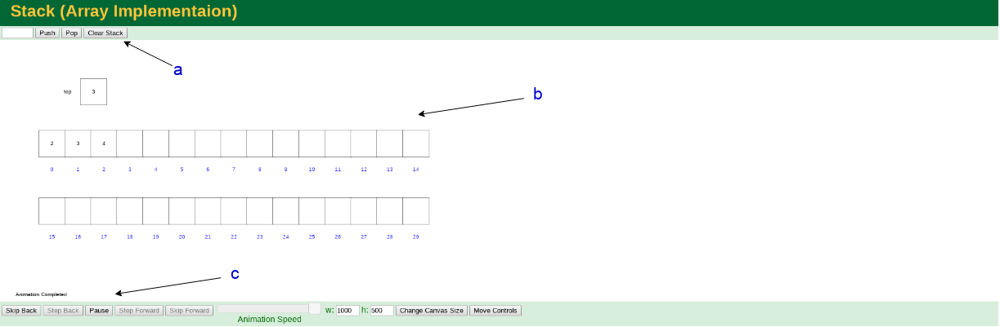 Stack (Array Implementaion)
Push Pop Clear Stack
a
top 3
b
2 3 4
0 1 2 3 4 5 6 7 8 9 10 11 12 13 14
15 16 17 18 19 20 21 22 23 24 25 26 27 28 29
c
Animation Completed
Skip Back Step Back Pause Step Forward Skip Forward w: 1000 h: 500 Change Canvas Size Move Controls
Animation Speed